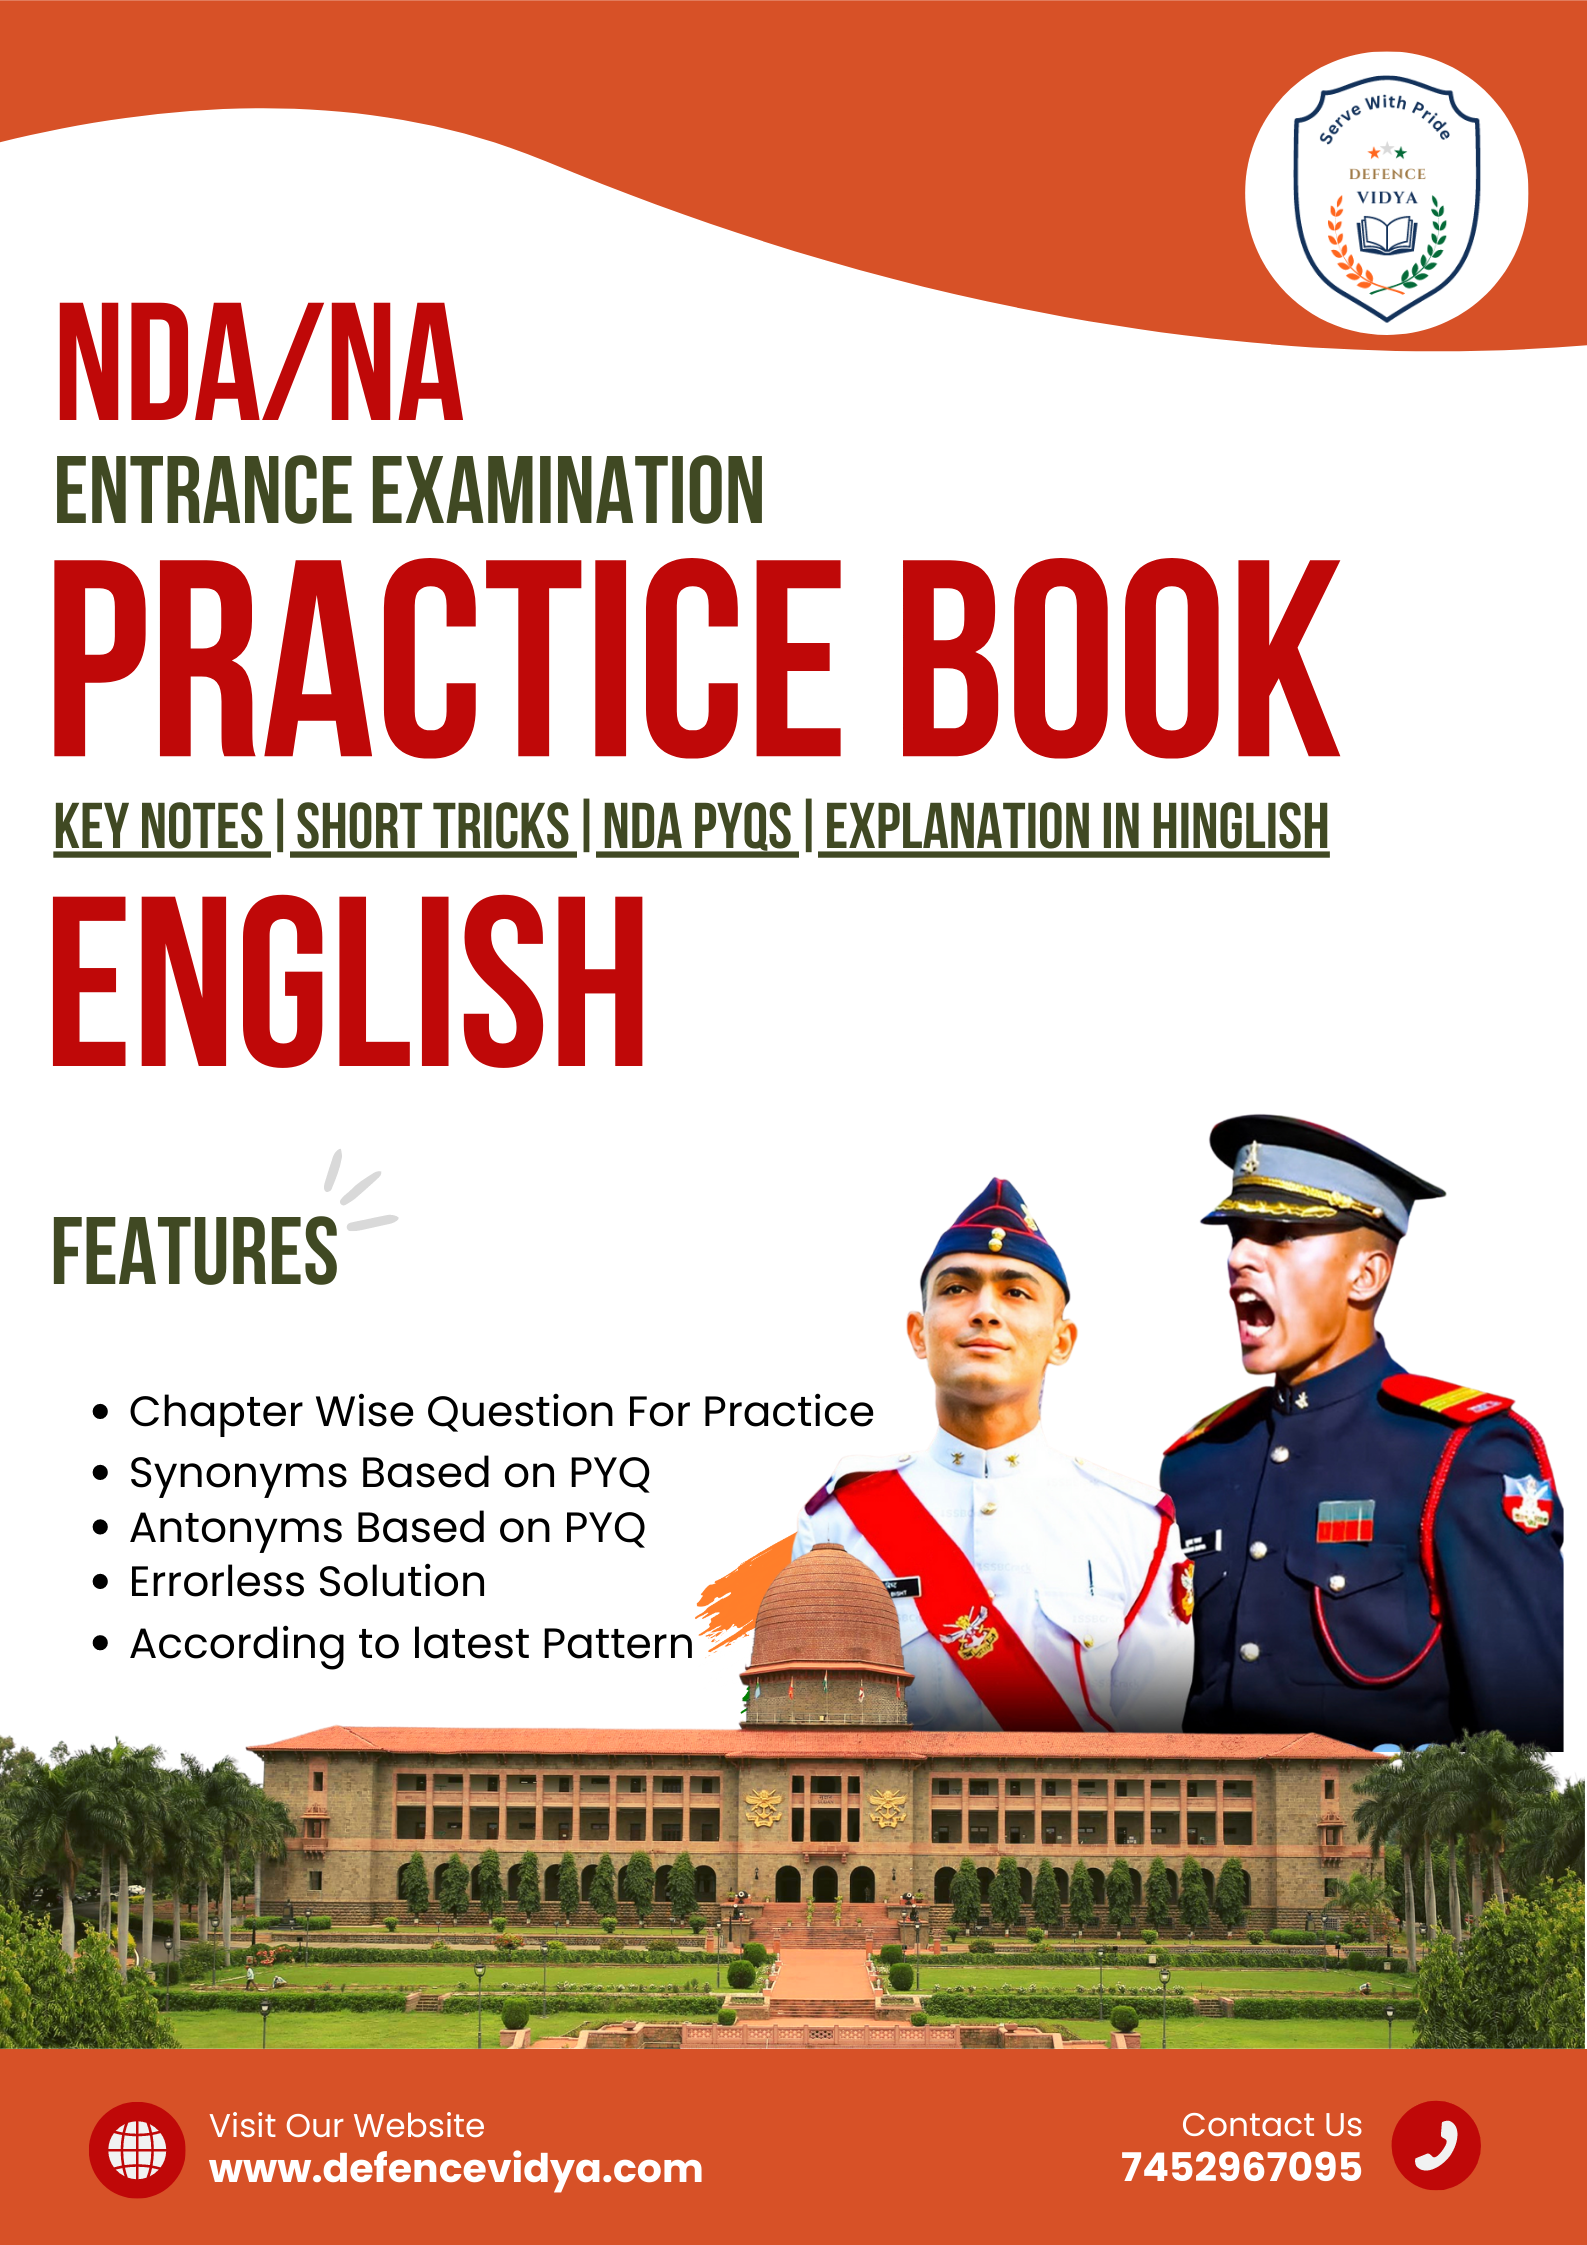 Serve With Pride
DEFENCE
VIDYA
NDA/NA
ENTRANCE EXAMINATION
PRACTICE BOOK
KEY NOTES | SHORT TRICKS | NDA PYQS | EXPLANATION IN HINGLISH
ENGLISH
FEATURES
• Chapter Wise Question For Practice
• Synonyms Based on PYQ
• Antonyms Based on PYQ
• Errorless Solution
• According to latest Pattern
Visit Our Website
www.defencevidya.com
Contact Us
7452967095